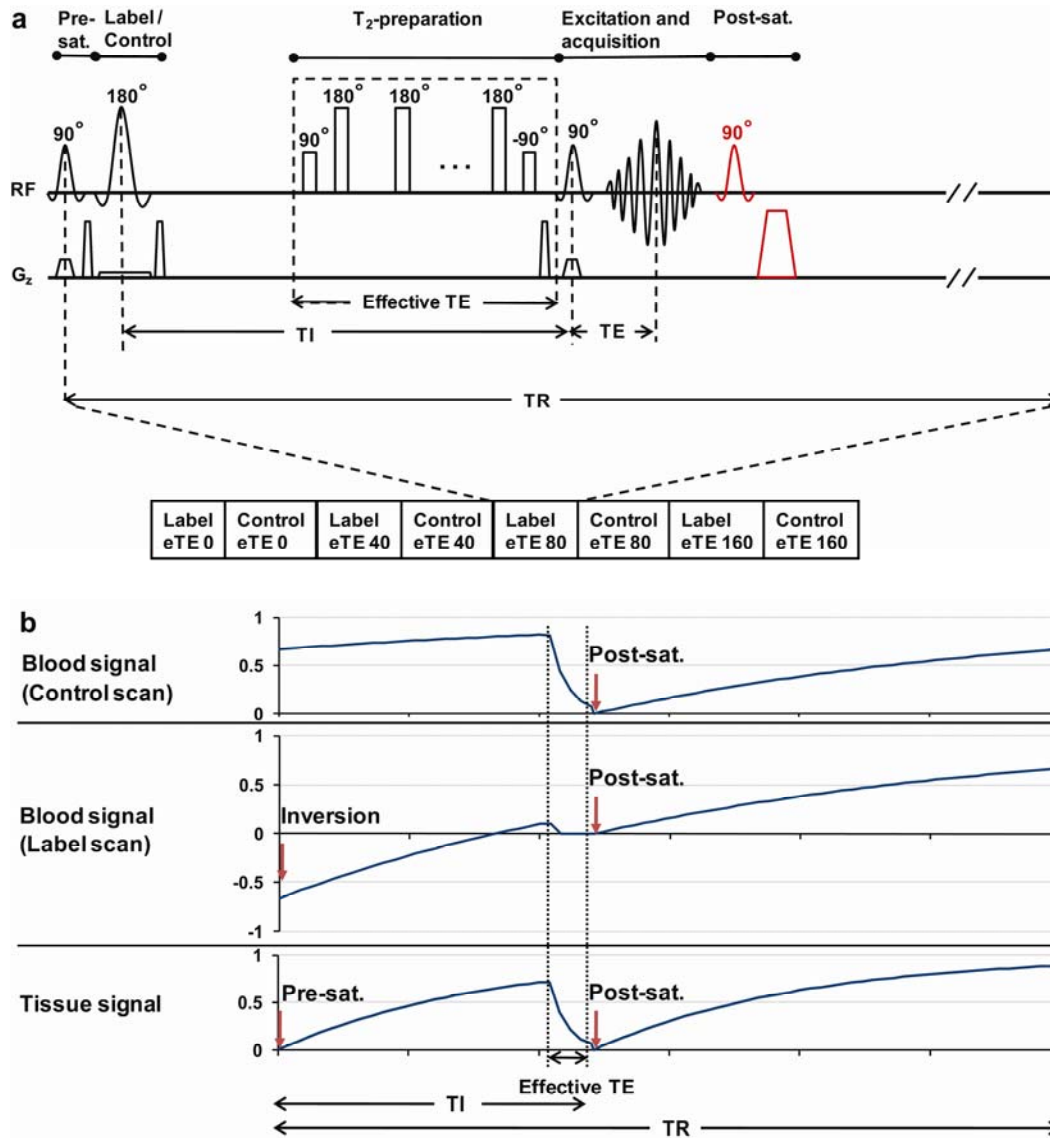 a
Pre-sat.
Label / Control
T₂-preparation
Excitation and acquisition
Post-sat.
90°
180°
90°
180°
180°
...
180°
-90°
90°
90°
RF
//
Gz
//
Effective TE
TI
TE
TR
Label eTE 0
Control eTE 0
Label eTE 40
Control eTE 40
Label eTE 80
Control eTE 80
Label eTE 160
Control eTE 160
b
Blood signal (Control scan)
1
0.5
0
Post-sat.
Blood signal (Label scan)
1
0.5
0
-0.5
-1
Inversion
Post-sat.
Tissue signal
1
0.5
0
Pre-sat.
Post-sat.
Effective TE
TI
TR